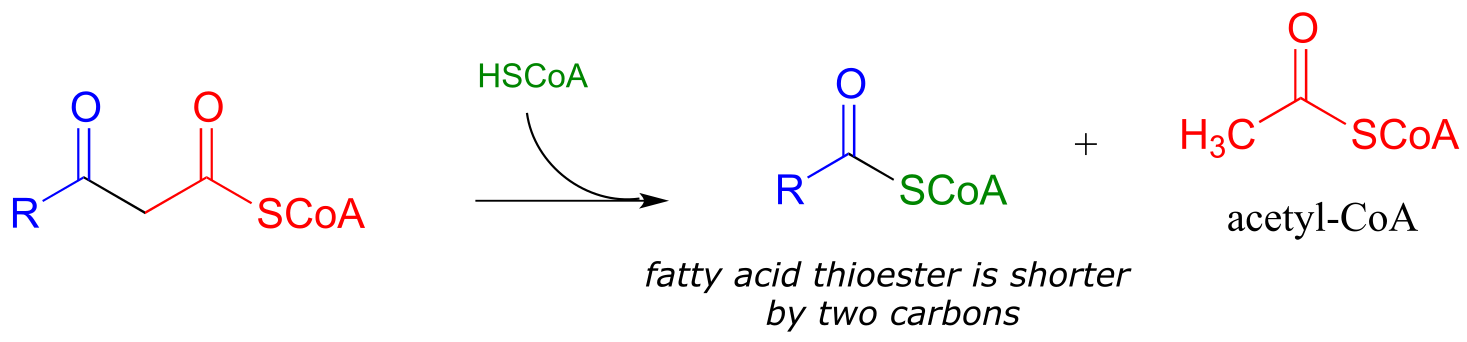 O O
R SCoA
HSCoA
O
R SCoA
+
O
H₃C SCoA
acetyl-CoA
fatty acid thioester is shorter
by two carbons